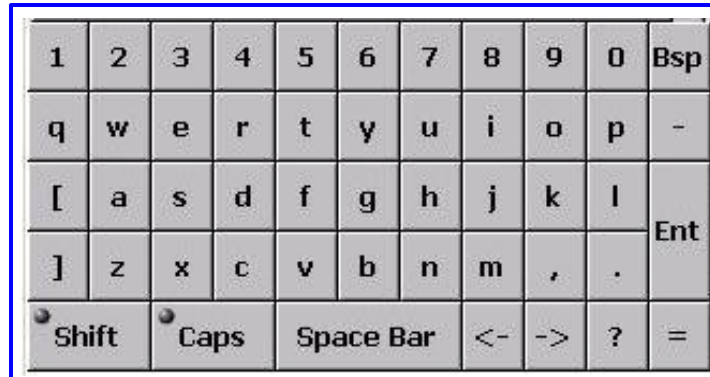 1 2 3 4 5 6 7 8 9 0 Bsp
q w e r t y u i o p -
[ a s d f g h j k l Ent
] z x c v b n m , .
Shift Caps Space Bar <- -> ? =